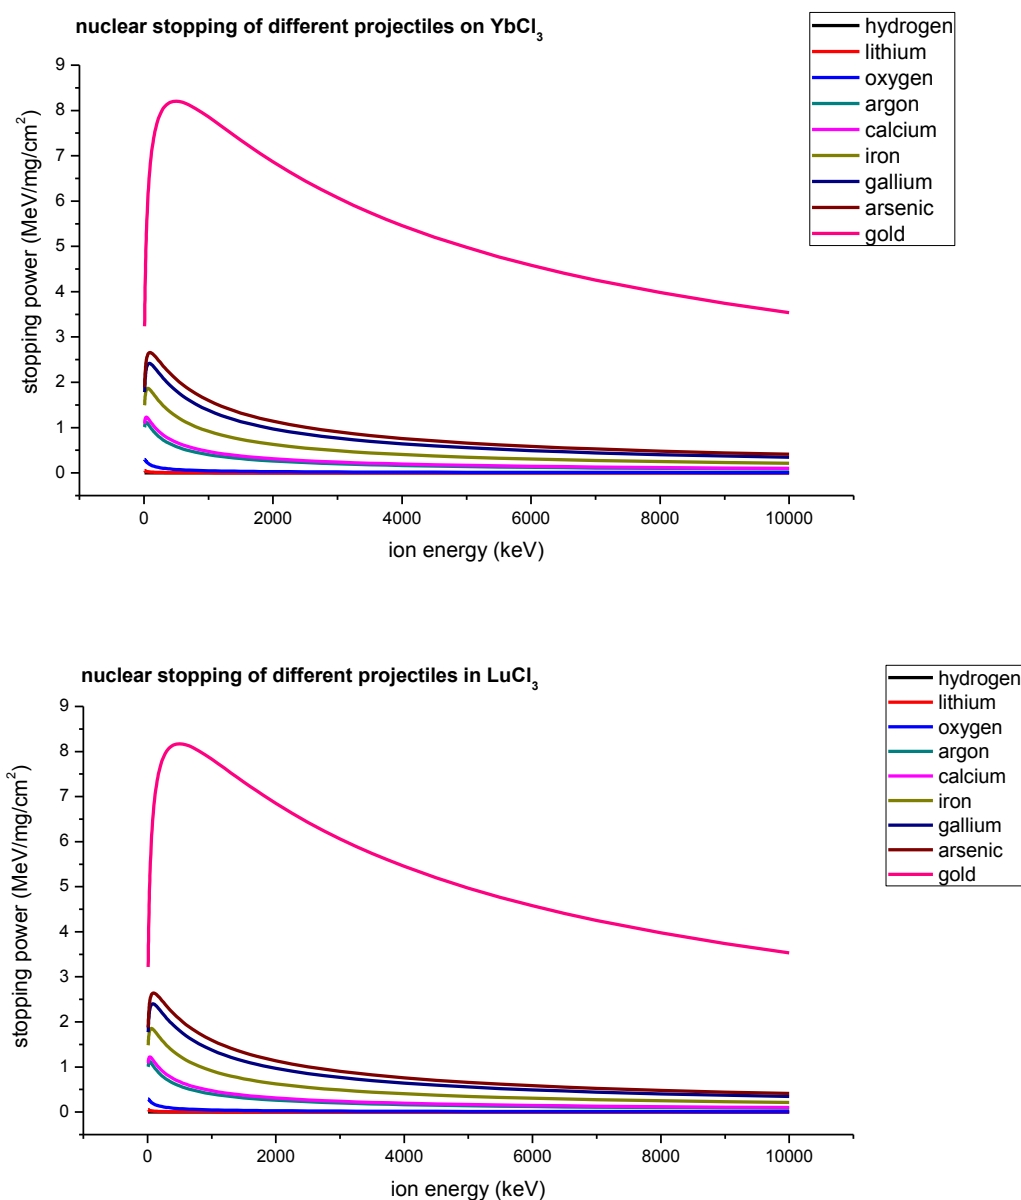 nuclear stopping of different projectiles on YbCl₃
hydrogen
lithium
oxygen
argon
calcium
iron
gallium
arsenic
gold
9
8
7
6
5
4
3
2
1
0
stopping power (MeV/mg/cm²)
0
2000
4000
6000
8000
10000
ion energy (keV)
nuclear stopping of different projectiles in LuCl₃
hydrogen
lithium
oxygen
argon
calcium
iron
gallium
arsenic
gold
9
8
7
6
5
4
3
2
1
0
stopping power (MeV/mg/cm²)
0
2000
4000
6000
8000
10000
ion energy (keV)